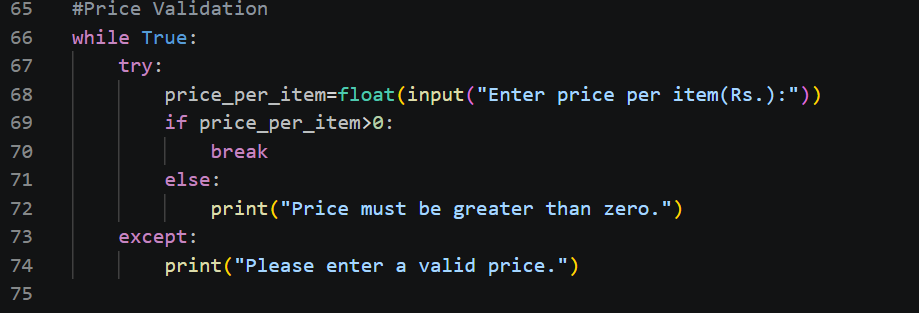 65 #Price Validation
66 while True:
67     try:
68         price_per_item=float(input("Enter price per item(Rs.):"))
69         if price_per_item>0:
70             break
71         else:
72             print("Price must be greater than zero.")
73     except:
74         print("Please enter a valid price.")
75